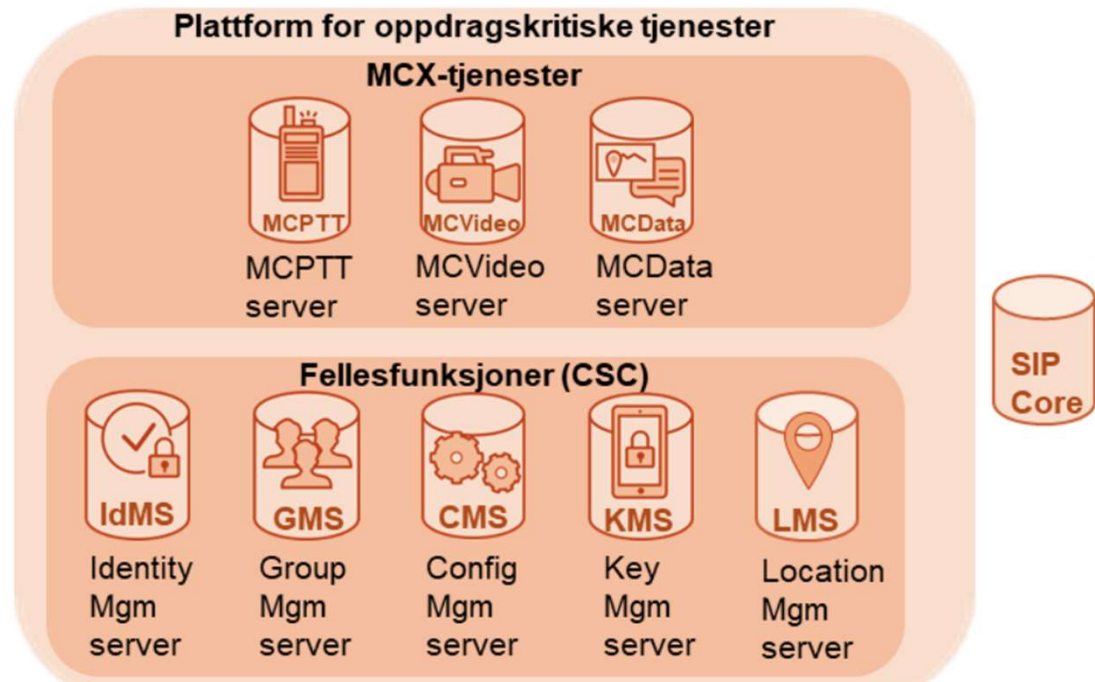 Plattform for oppdragskritiske tjenester
MCX-tjenester
MCPTT
MCVideo
MCData
MCPTT
server
MCVideo
server
MCData
server
SIP
Core
Fellesfunksjoner (CSC)
IdMS
GMS
CMS
KMS
LMS
Identity
Mgm
server
Group
Mgm
server
Config
Mgm
server
Key
Mgm
server
Location
Mgm
server